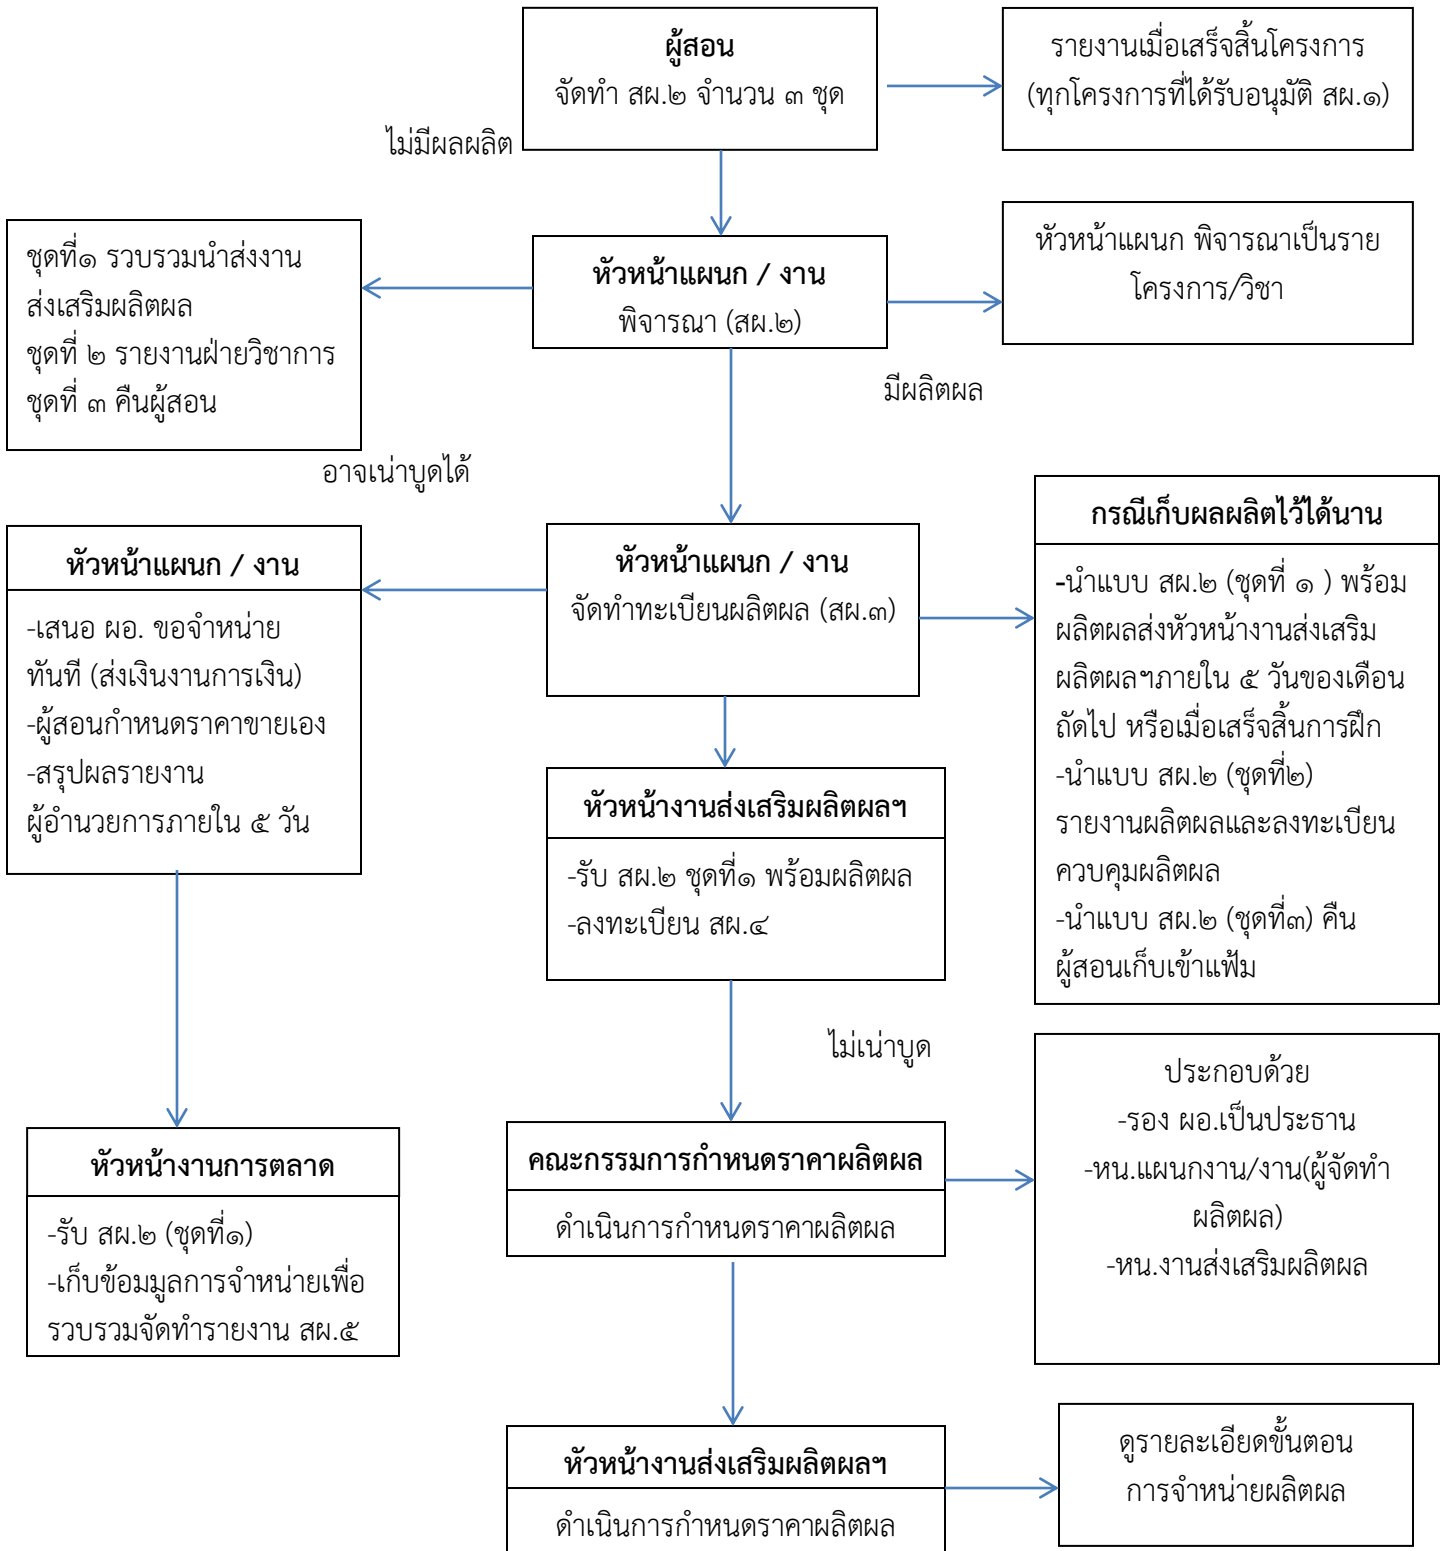 ผู้สอน
จัดทำ สผ.๒ จำนวน ๓ ชุด
รายงานเมื่อเสร็จสิ้นโครงการ
(ทุกโครงการที่ได้รับอนุมัติ สผ.๑)
ไม่มีผลผลิต
ชุดที่๑ รวบรวมนำส่งงาน
ส่งเสริมผลิตผล
ชุดที่ ๒ รายงานฝ่ายวิชาการ
ชุดที่ ๓ คืนผู้สอน
หัวหน้าแผนก / งาน
พิจารณา (สผ.๒)
หัวหน้าแผนก พิจารณาเป็นราย
โครงการ/วิชา
มีผลิตผล
อาจเน่าบูดได้
หัวหน้าแผนก / งาน
-เสนอ ผอ. ขอจำหน่าย
ทันที (ส่งเงินงานการเงิน)
-ผู้สอนกำหนดราคาขายเอง
-สรุปผลรายงาน
ผู้อำนวยการภายใน ๕ วัน
หัวหน้าแผนก / งาน
จัดทำทะเบียนผลิตผล (สผ.๓)
กรณีเก็บผลผลิตไว้ได้นาน
-นำแบบ สผ.๒ (ชุดที่ ๑ ) พร้อม
ผลิตผลส่งหัวหน้างานส่งเสริม
ผลิตผลฯภายใน ๕ วันของเดือน
ถัดไป หรือเมื่อเสร็จสิ้นการฝึก
-นำแบบ สผ.๒ (ชุดที่๒)
รายงานผลิตผลและลงทะเบียน
ควบคุมผลิตผล
-นำแบบ สผ.๒ (ชุดที่๓) คืน
ผู้สอนเก็บเข้าแฟ้ม
หัวหน้างานส่งเสริมผลิตผลฯ
-รับ สผ.๒ ชุดที่๑ พร้อมผลิตผล
-ลงทะเบียน สผ.๔
ไม่เน่าบูด
หัวหน้างานการตลาด
-รับ สผ.๒ (ชุดที่๑)
-เก็บข้อมมูลการจำหน่ายเพื่อ
รวบรวมจัดทำรายงาน สผ.๕
คณะกรรมการกำหนดราคาผลิตผล
ดำเนินการกำหนดราคาผลิตผล
ประกอบด้วย
-รอง ผอ.เป็นประธาน
-หน.แผนกงาน/งาน(ผู้จัดทำ
ผลิตผล)
-หน.งานส่งเสริมผลิตผล
หัวหน้างานส่งเสริมผลิตผลฯ
ดำเนินการกำหนดราคาผลิตผล
ดูรายละเอียดขั้นตอน
การจำหน่ายผลิตผล